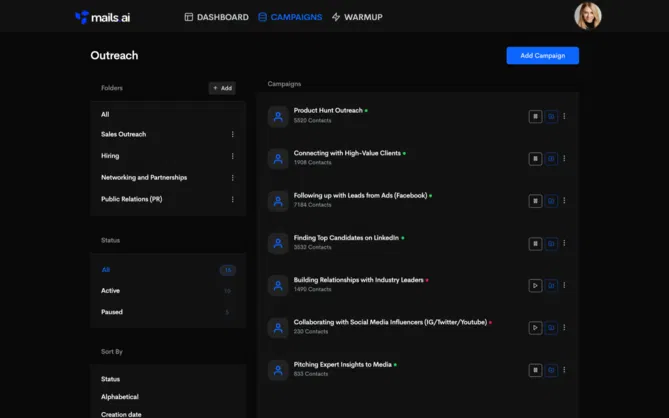 mails.ai
DASHBOARD
CAMPAIGNS
WARMUP
Outreach
Add Campaign
Folders
+ Add
All
Sales Outreach
Hiring
Networking and Partnerships
Public Relations (PR)
Status
All
16
Active
16
Paused
5
Sort By
Status
Alphabetical
Creation date
Campaigns
Product Hunt Outreach
5333 Contacts
Connecting with High-Value Clients
1908 Contacts
Following up with Leads from Ads (Facebook)
7184 Contacts
Finding Top Candidates on LinkedIn
3533 Contacts
Building Relationships with Industry Leaders
1490 Contacts
Collaborating with Social Media Influencers (IG/Twitter/Youtube)
230 Contacts
Pitching Expert Insights to Media
833 Contacts